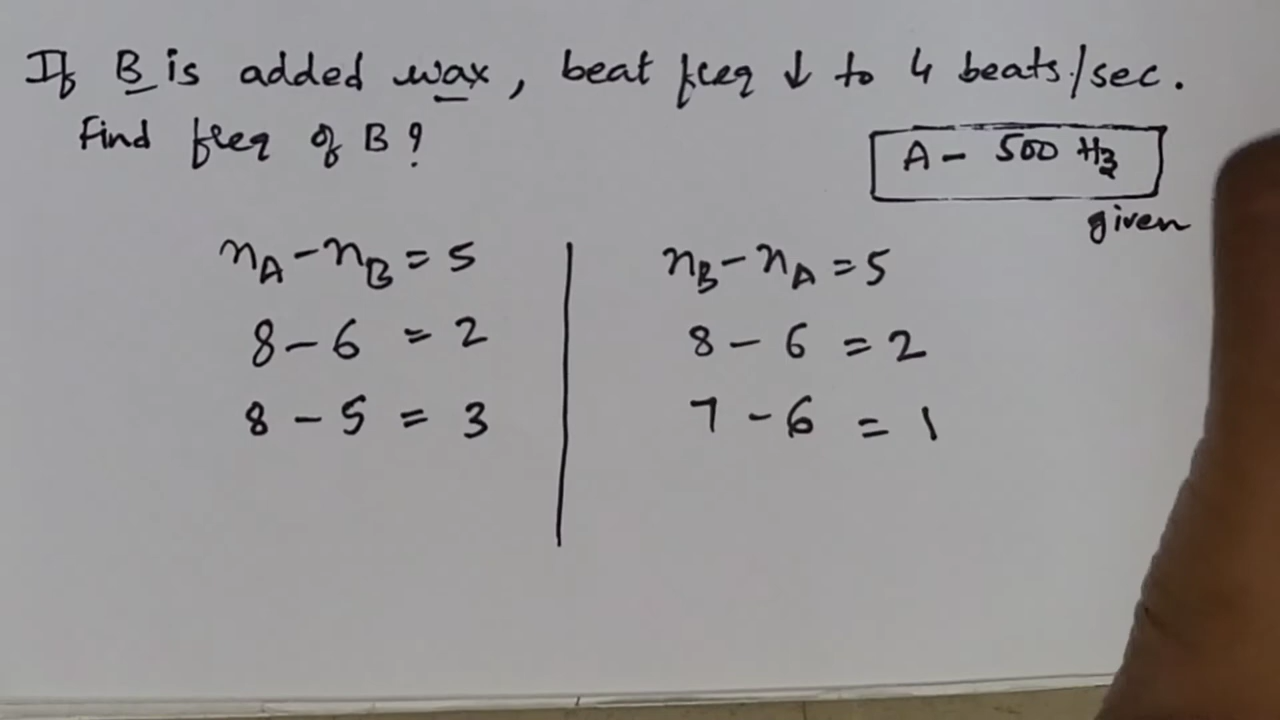 If B is added wax, beat freq ↓ to 4 beats/sec.
Find freq of B?
A - 500 Hz
given
nA - nB = 5
8 - 6 = 2
8 - 5 = 3
nB - nA = 5
8 - 6 = 2
7 - 6 = 1